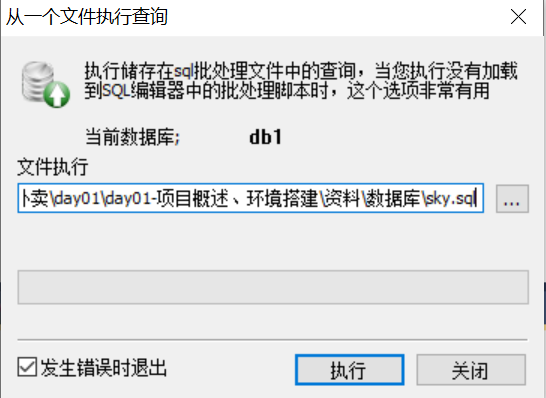 从一个文件执行查询
执行储存在sql批处理文件中的查询，当您执行没有加载
到SQL编辑器中的批处理脚本时，这个选项非常有用
当前数据库; db1
文件执行
卖\day01\day01-项目概述、环境搭建\资料\数据库\sky.sql
...
发生错误时退出
执行
关闭